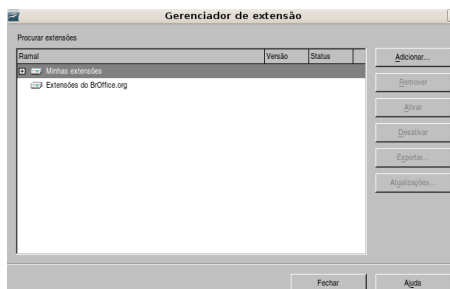 Gerenciador de extensão
Procurar extensões
Ramal Versão Status
Minhas extensões
Extensões do BrOffice.org
Adicionar...
Remover
Ativar
Desativar
Exportar...
Atualizações...
Fechar Ajuda